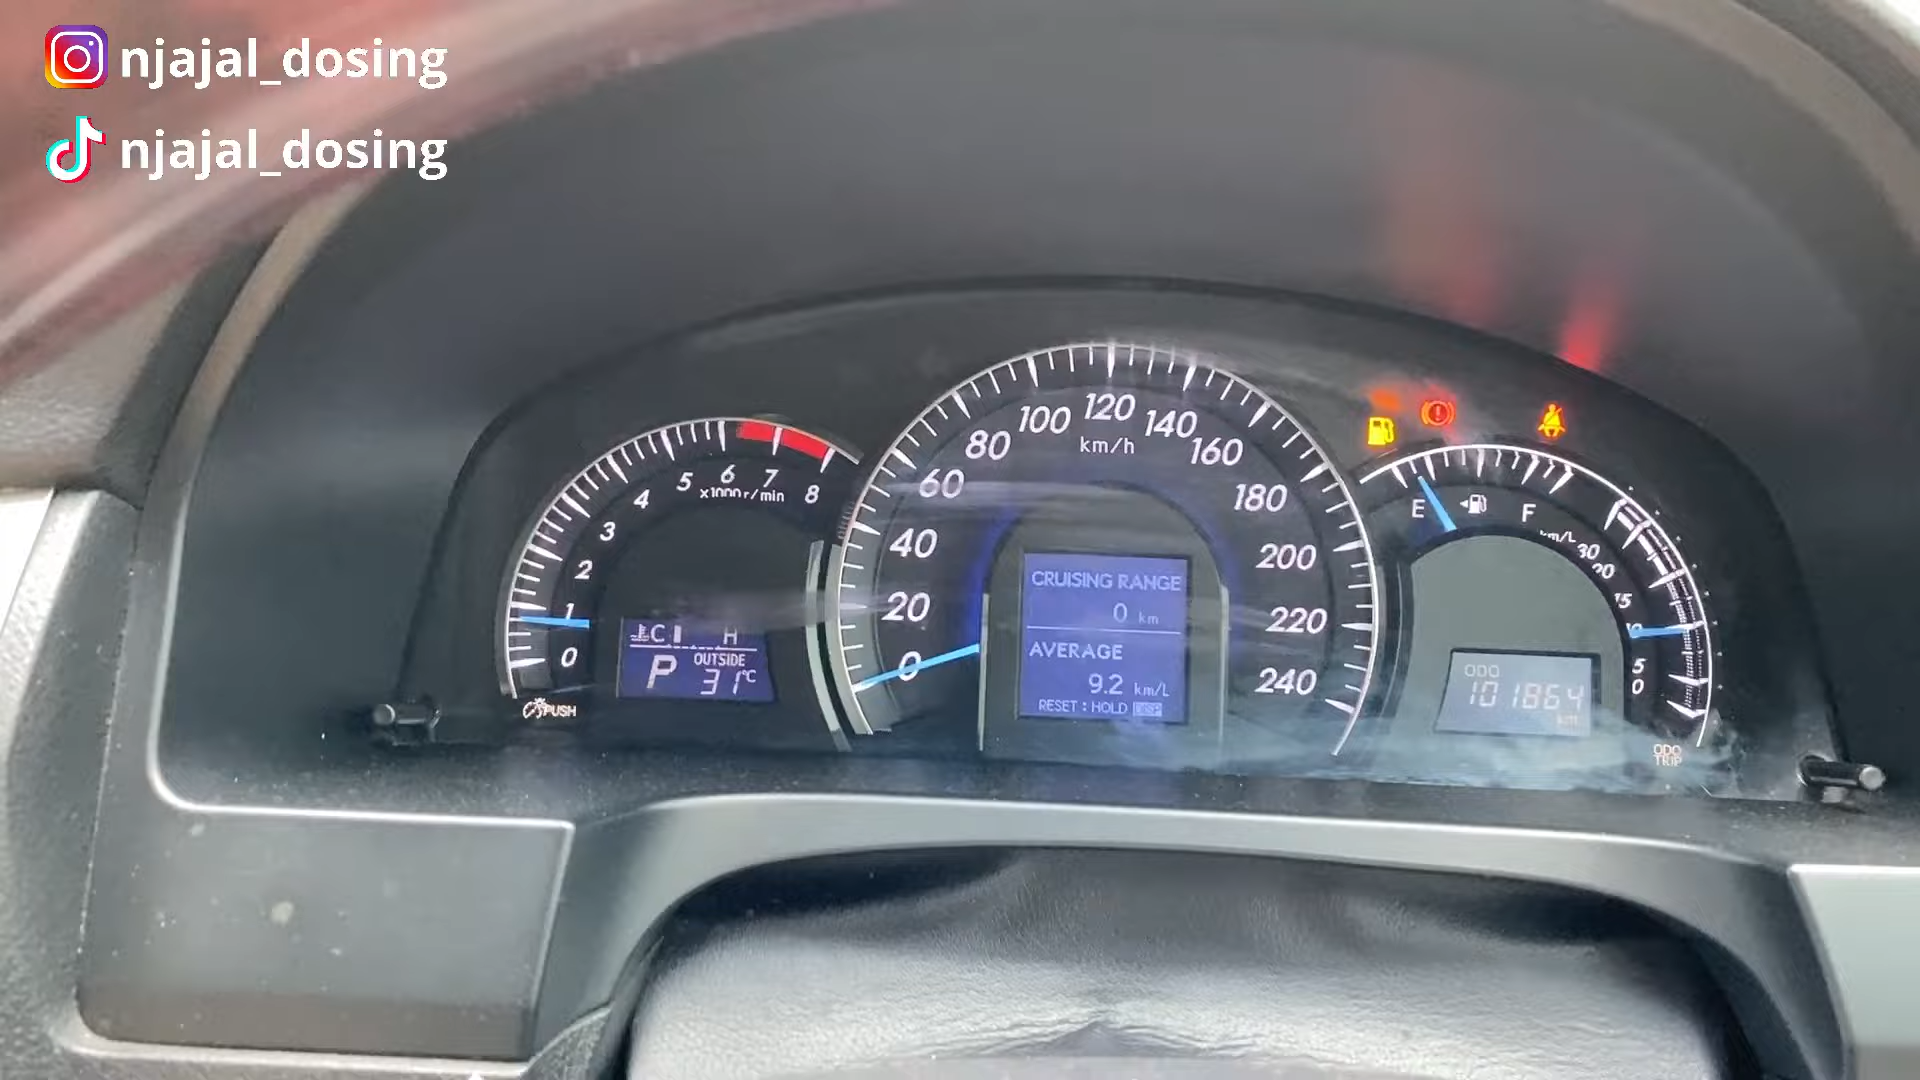 njajal_dosing
njajal_dosing
0 1 2 3 4 5 6 7 8
x1000r/min
C H
P OUTSIDE
31°C
PUSH
0 20 40 60 80 100 120 140 160 180 200 220 240
km/h
CRUISING RANGE
0 km
AVERAGE
9.2 km/L
RESET : HOLD DISP
E F
km/L
30
20
15
10
5
0
ODO
101864
km
ODO
TRIP